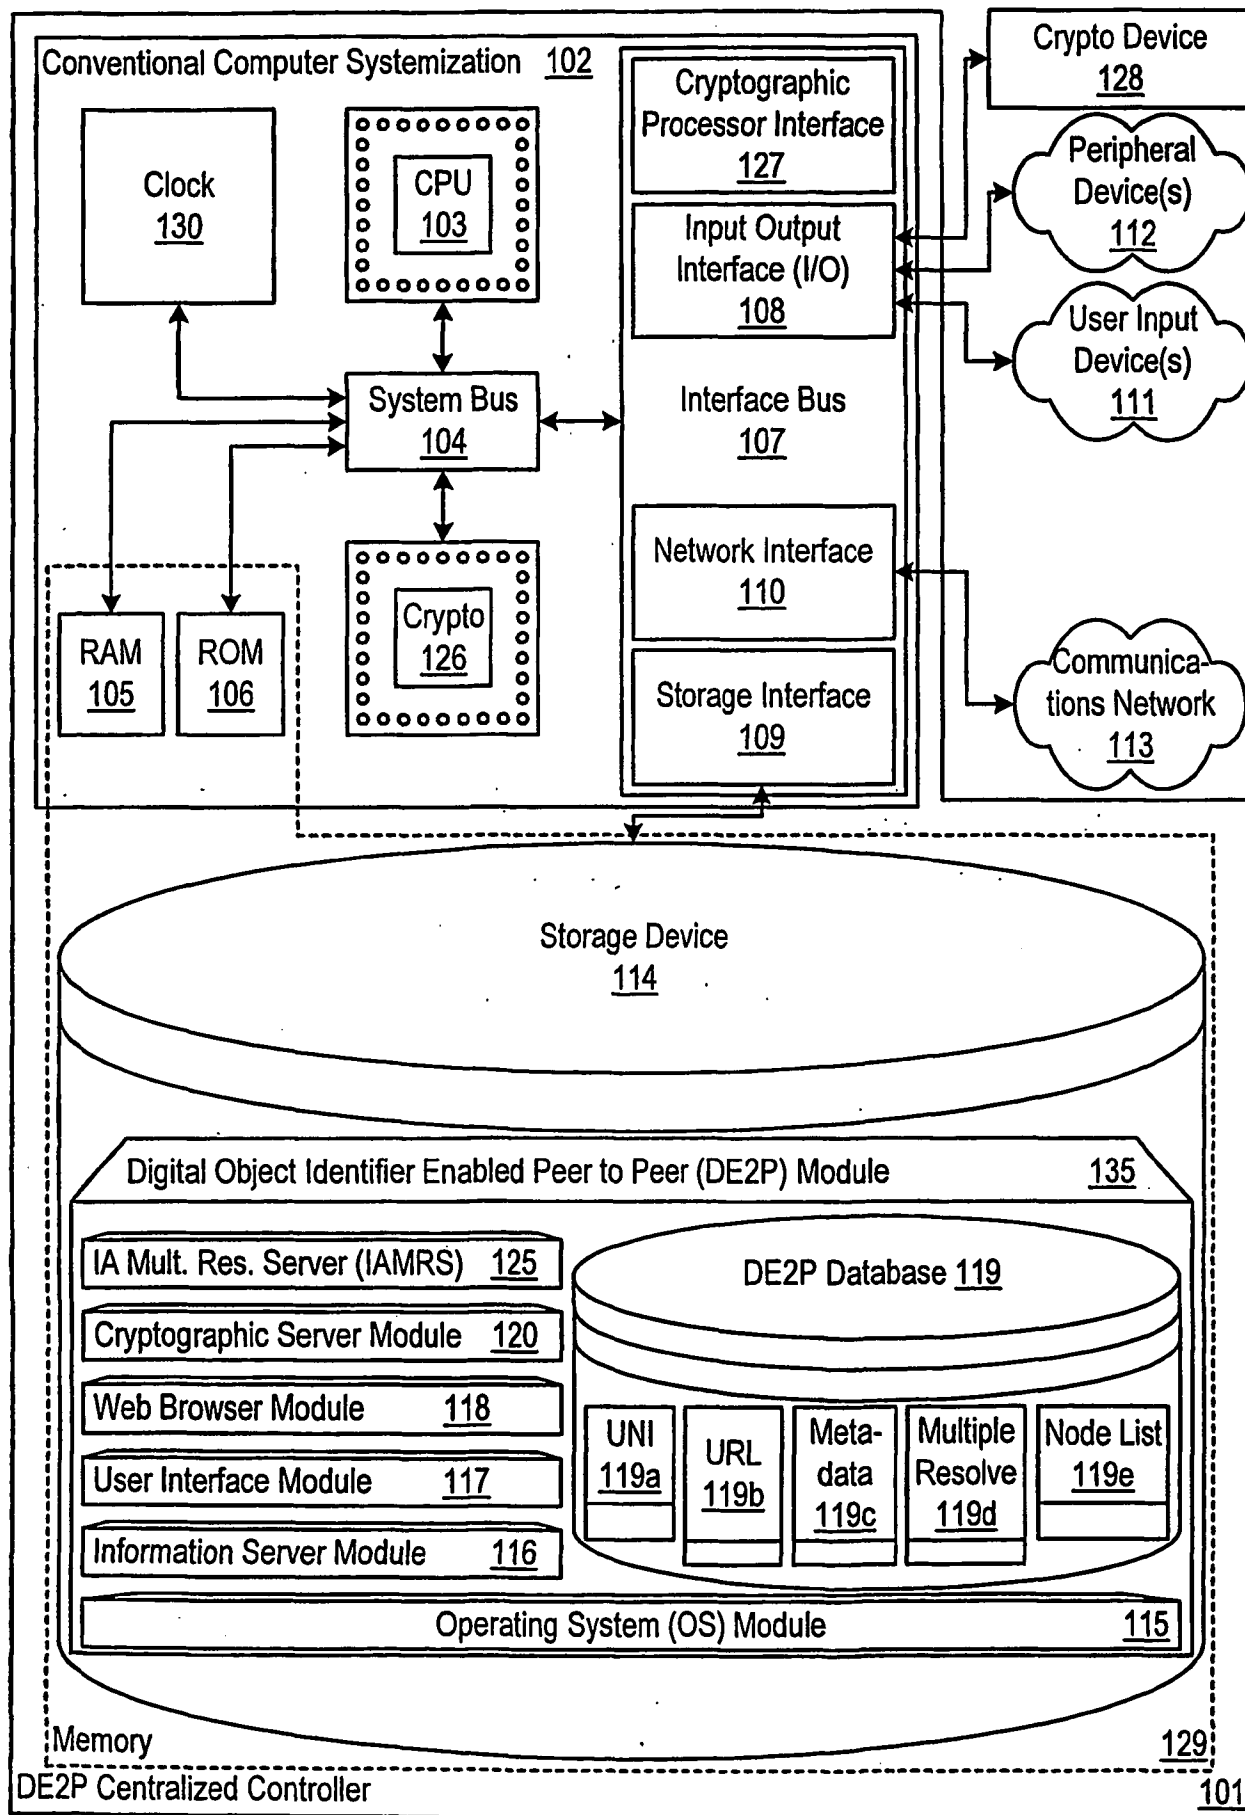 Conventional Computer Systemization 102
Clock
130
CPU
103
System Bus
104
Crypto
126
RAM
105
ROM
106
Cryptographic
Processor Interface
127
Input Output
Interface (I/O)
108
Interface Bus
107
Network Interface
110
Storage Interface
109
Crypto Device
128
Peripheral
Device(s)
112
User Input
Device(s)
111
Communica-
tions Network
113
Storage Device
114
Digital Object Identifier Enabled Peer to Peer (DE2P) Module 135
IA Mult. Res. Server (IAMRS) 125
Cryptographic Server Module 120
Web Browser Module 118
User Interface Module 117
Information Server Module 116
DE2P Database 119
UNI
119a
URL
119b
Meta-
data
119c
Multiple
Resolve
119d
Node List
119e
Operating System (OS) Module 115
Memory 129
DE2P Centralized Controller 101